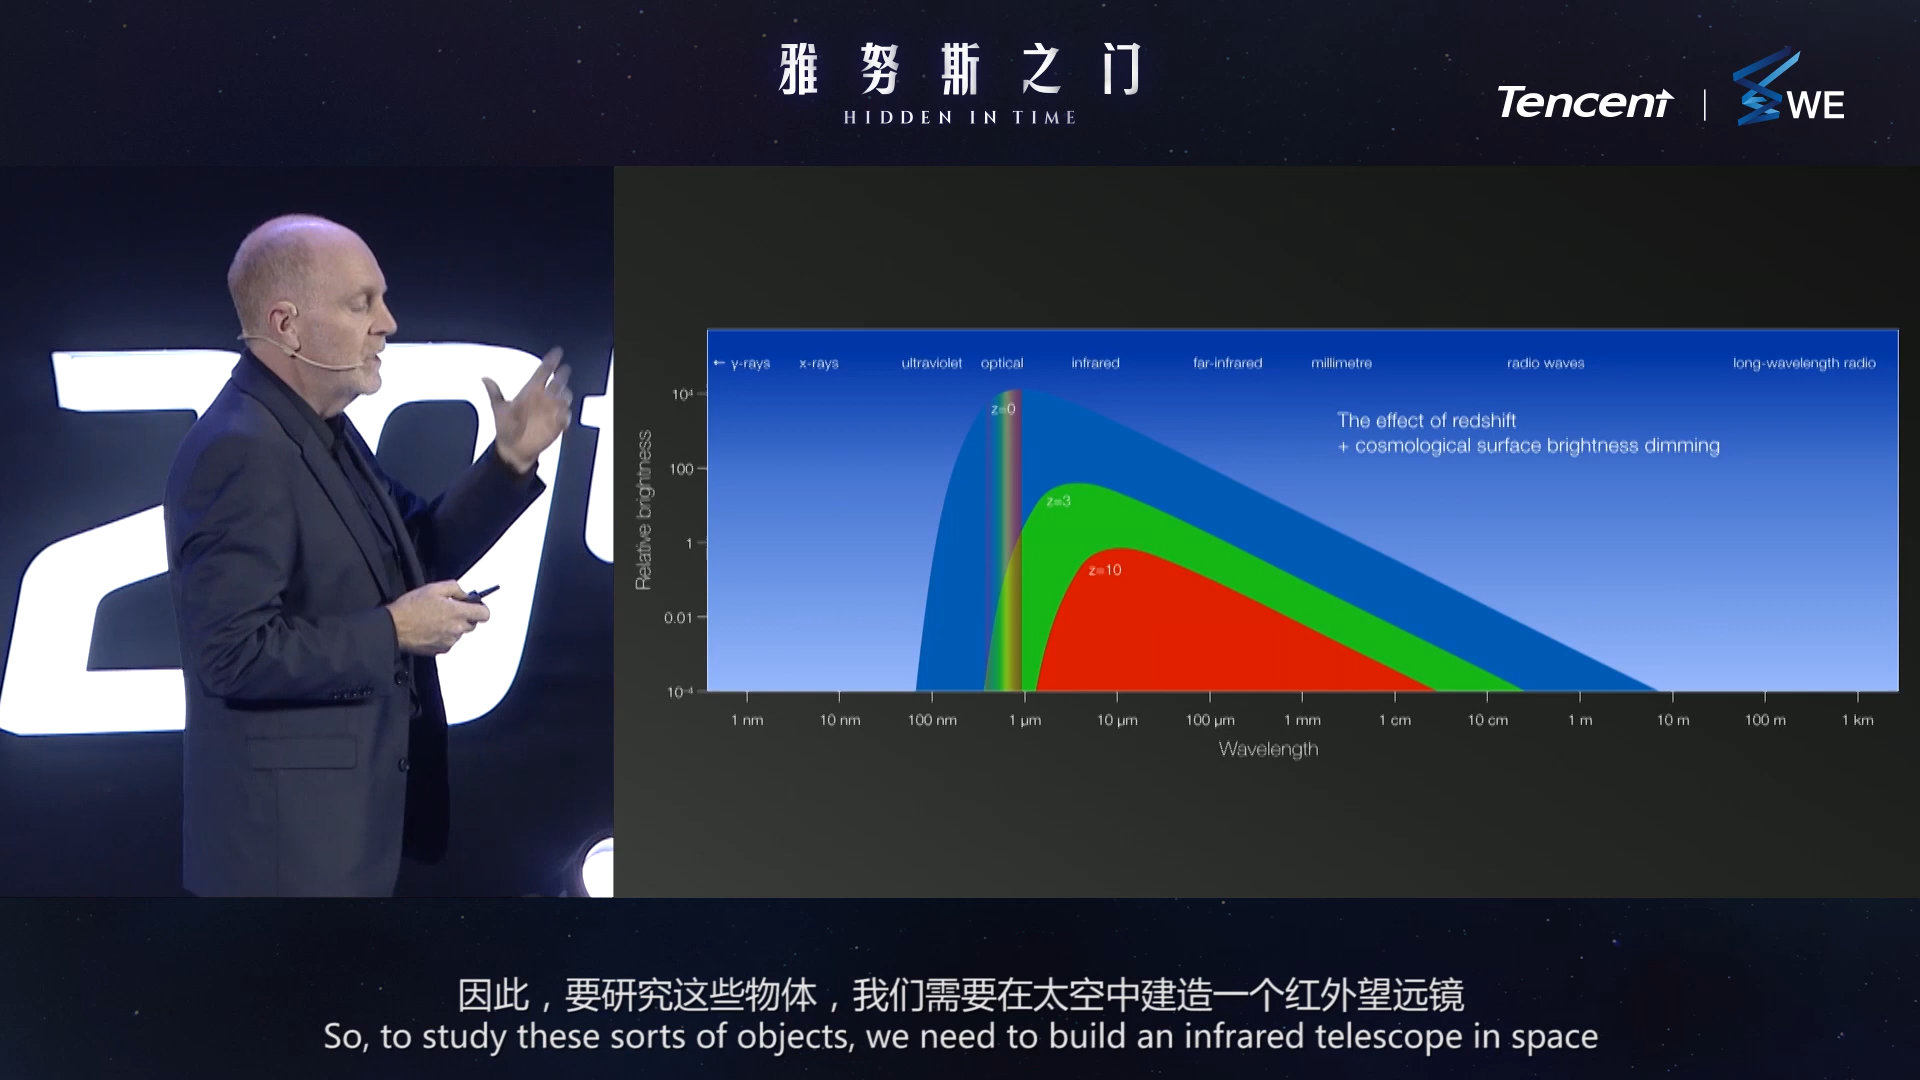 雅努斯之门
HIDDEN IN TIME
Tencent | WE
← γ-rays x-rays ultraviolet optical infrared far-infrared millimetre radio waves long-wavelength radio
The effect of redshift
+ cosmological surface brightness dimming
z=0
z=3
z=10
Relative brightness
10⁴
100
1
0.01
10⁻⁴
1 nm 10 nm 100 nm 1 µm 10 µm 100 µm 1 mm 1 cm 10 cm 1 m 10 m 100 m 1 km
Wavelength
因此，要研究这些物体，我们需要在太空中建造一个红外望远镜
So, to study these sorts of objects, we need to build an infrared telescope in space